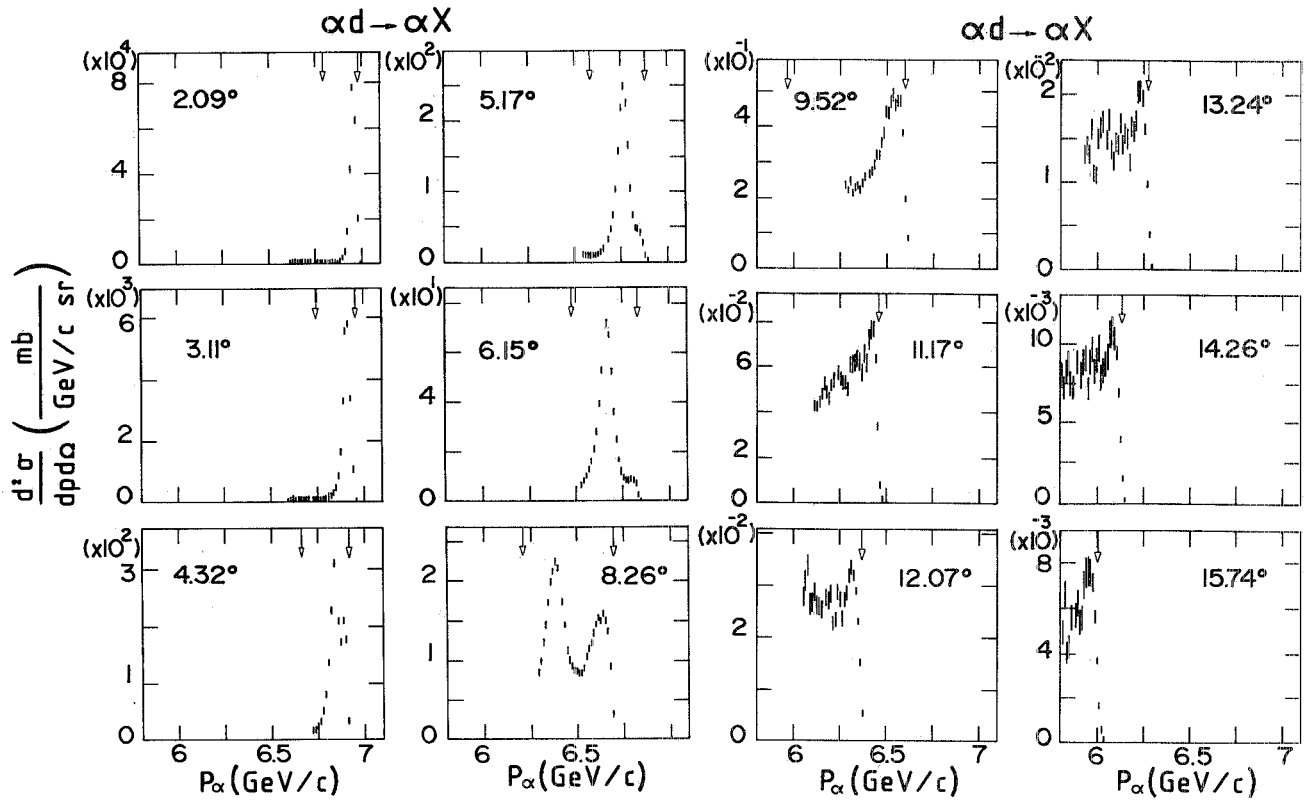 αd → αX
αd → αX
d²σ / dpdΩ ( mb / GeV/c sr )
(x10⁴)
8
4
0
2.09°
(x10²)
2
1
0
5.17°
(x10⁻¹)
4
2
0
9.52°
(x10⁻²)
2
1
0
13.24°
(x10³)
6
2
0
3.11°
(x10¹)
8
4
0
6.15°
(x10⁻²)
6
2
0
11.17°
(x10⁻³)
10
5
0
14.26°
(x10²)
3
1
0
4.32°
2
1
0
8.26°
(x10⁻²)
2
0
12.07°
(x10⁻³)
8
4
0
15.74°
6 6.5 7
6 6.5
6 6.5 7
6 6.5 7
Pα (GeV/c)
Pα (GeV/c)
Pα (GeV/c)
Pα (GeV/c)